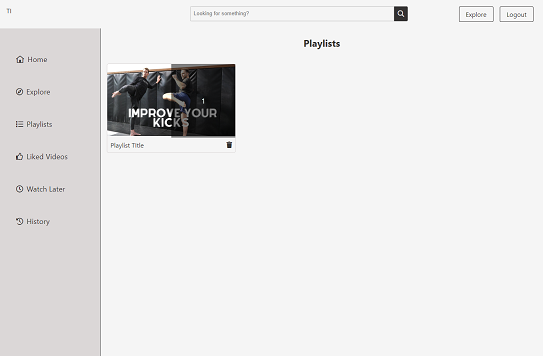 TI
Looking for something?
Explore
Logout
Playlists
Home
Explore
Playlists
Liked Videos
Watch Later
History
1
IMPROVE YOUR
KICKS
Playlist Title